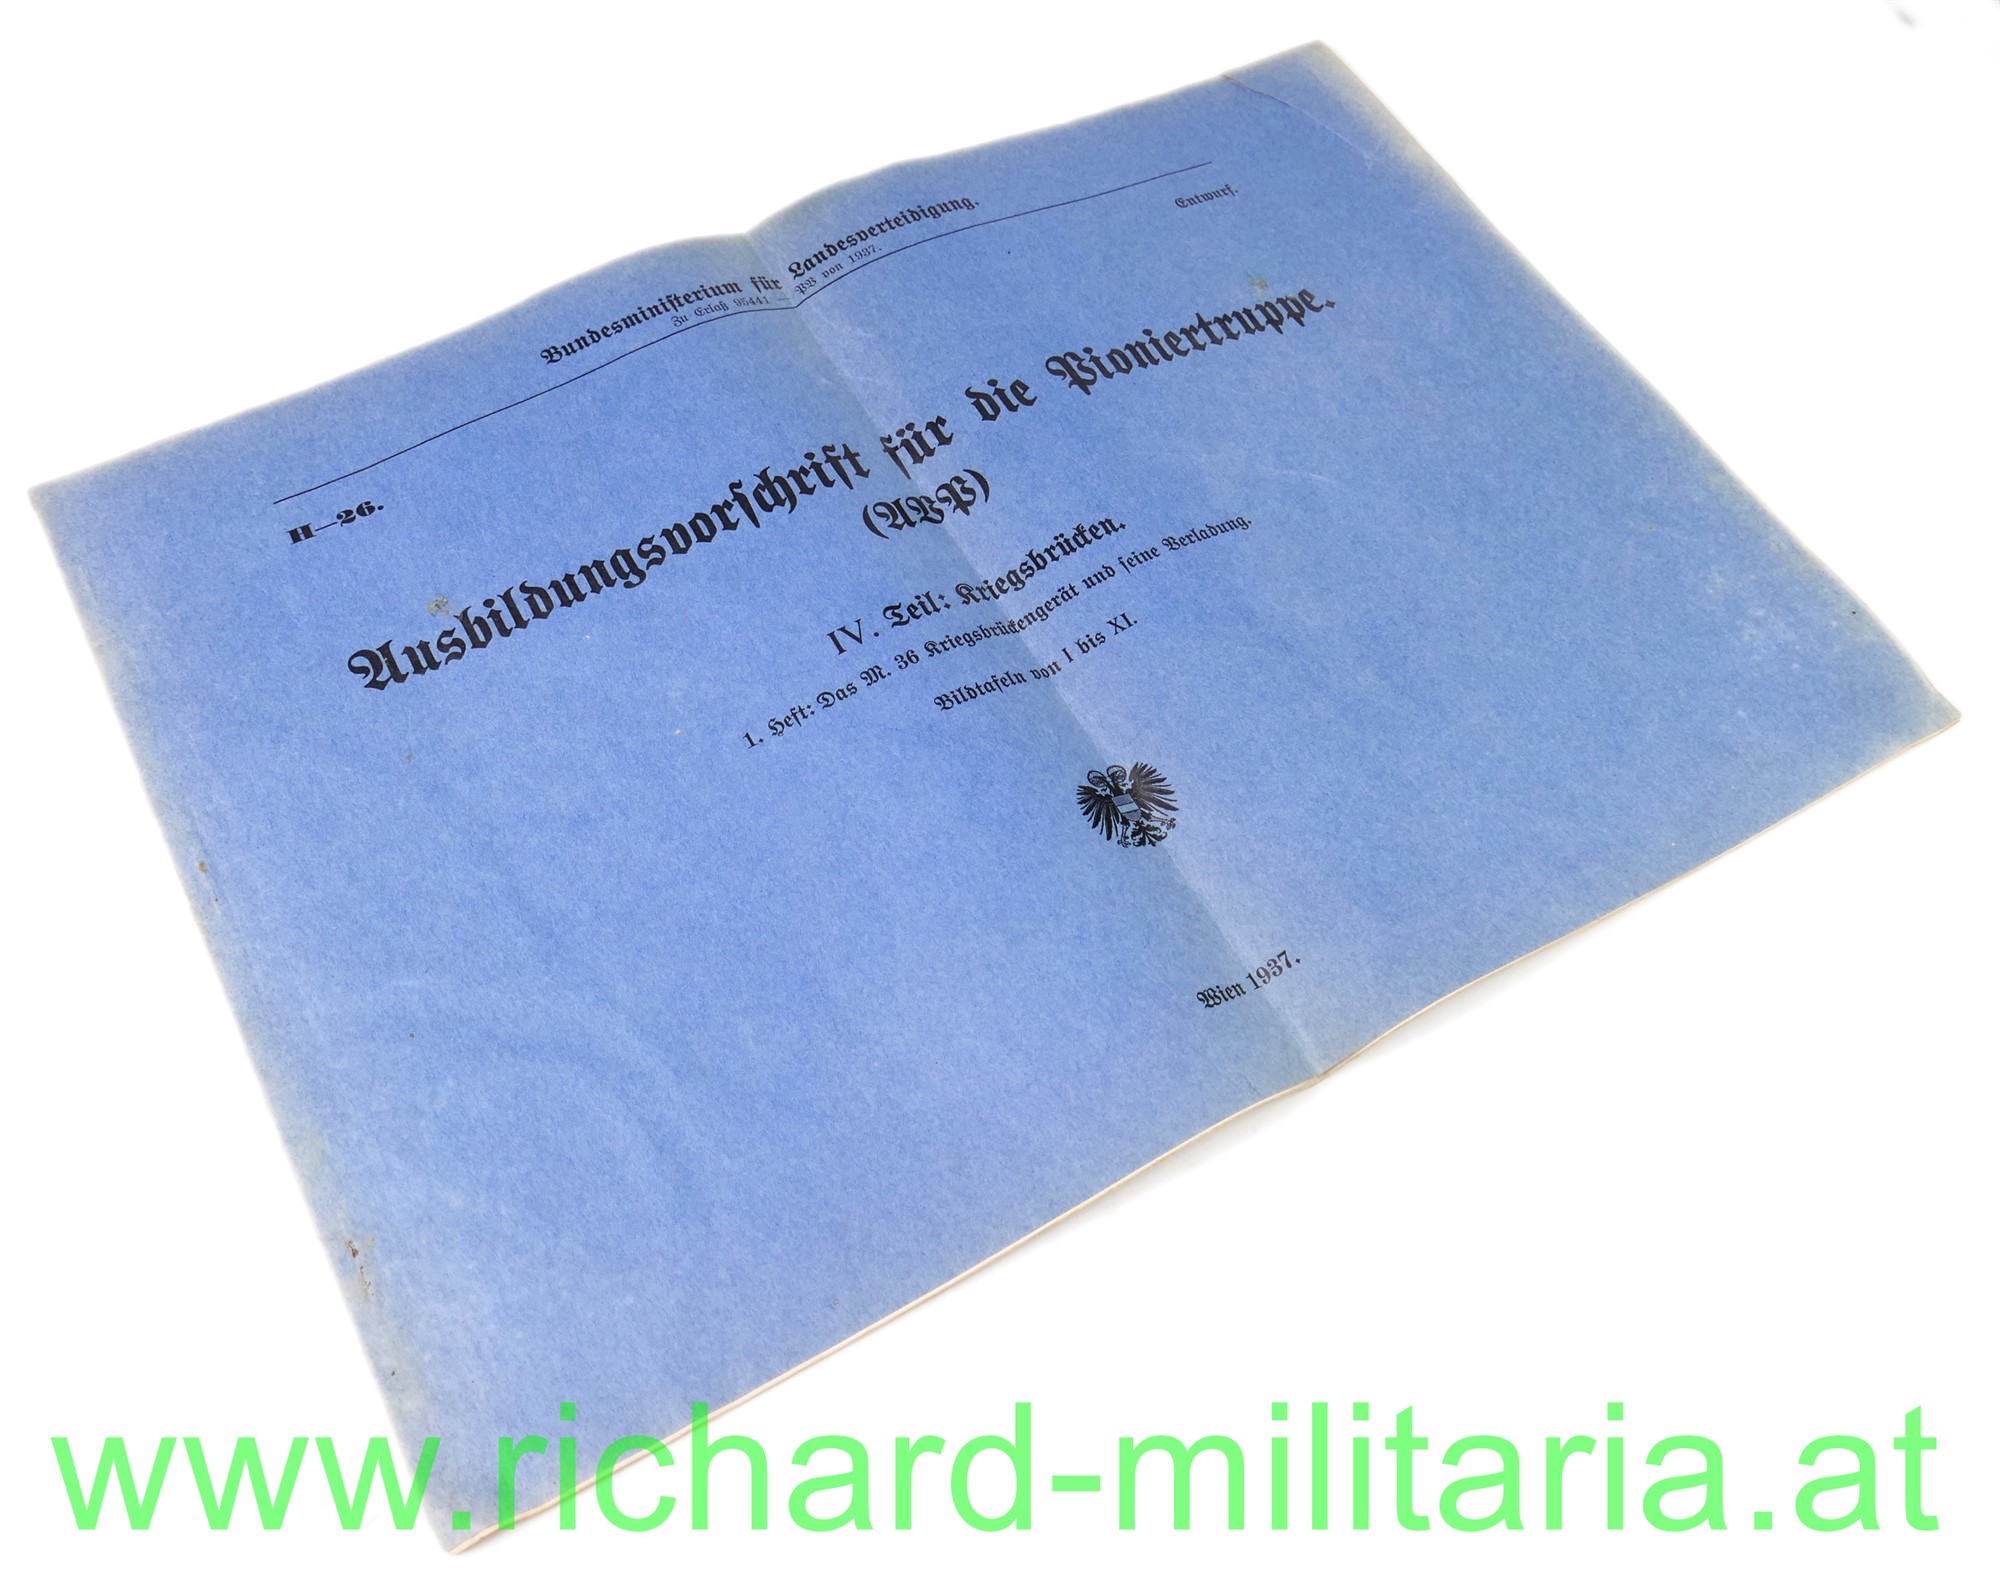 Bundesministerium für Landesverteidigung.
Zu Erlaß 95441 — PV von 1937.
H—26.
Entwurf.
Ausbildungsvorschrift für die Pioniertruppe.
(AVP)
IV. Teil: Kriegsbrücken.
1. Heft: Das M. 36 Kriegsbrückengerät und seine Verladung.
Bildtafeln von I bis XI.
Wien 1937.
www.richard-militaria.at